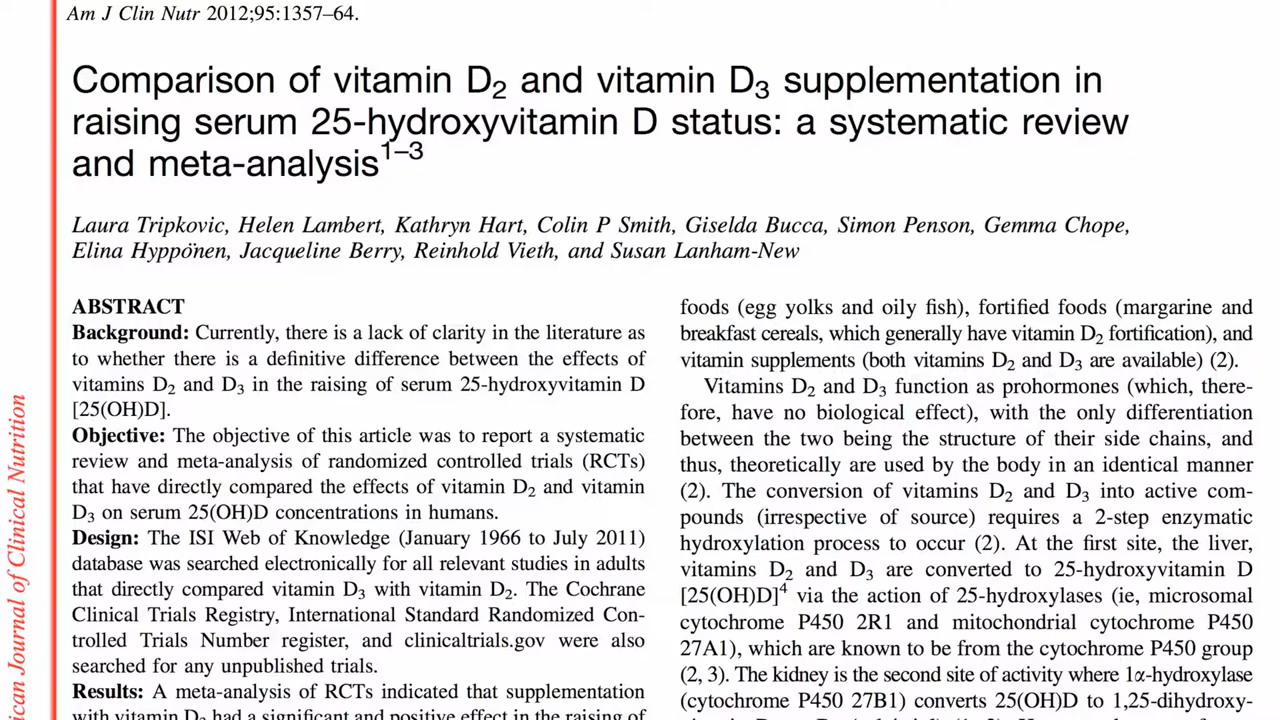 Am J Clin Nutr 2012;95:1357–64.
Comparison of vitamin D2 and vitamin D3 supplementation in
raising serum 25-hydroxyvitamin D status: a systematic review
and meta-analysis1–3
Laura Tripkovic, Helen Lambert, Kathryn Hart, Colin P Smith, Giselda Bucca, Simon Penson, Gemma Chope,
Elina Hyppönen, Jacqueline Berry, Reinhold Vieth, and Susan Lanham-New
ABSTRACT
Background: Currently, there is a lack of clarity in the literature as
to whether there is a definitive difference between the effects of
vitamins D2 and D3 in the raising of serum 25-hydroxyvitamin D
[25(OH)D].
Objective: The objective of this article was to report a systematic
review and meta-analysis of randomized controlled trials (RCTs)
that have directly compared the effects of vitamin D2 and vitamin
D3 on serum 25(OH)D concentrations in humans.
Design: The ISI Web of Knowledge (January 1966 to July 2011)
database was searched electronically for all relevant studies in adults
that directly compared vitamin D3 with vitamin D2. The Cochrane
Clinical Trials Registry, International Standard Randomized Con-
trolled Trials Number register, and clinicaltrials.gov were also
searched for any unpublished trials.
Results: A meta-analysis of RCTs indicated that supplementation
with vitamin D3 had a significant and positive effect in the raising of
foods (egg yolks and oily fish), fortified foods (margarine and
breakfast cereals, which generally have vitamin D2 fortification), and
vitamin supplements (both vitamins D2 and D3 are available) (2).
Vitamins D2 and D3 function as prohormones (which, there-
fore, have no biological effect), with the only differentiation
between the two being the structure of their side chains, and
thus, theoretically are used by the body in an identical manner
(2). The conversion of vitamins D2 and D3 into active com-
pounds (irrespective of source) requires a 2-step enzymatic
hydroxylation process to occur (2). At the first site, the liver,
vitamins D2 and D3 are converted to 25-hydroxyvitamin D
[25(OH)D]4 via the action of 25-hydroxylases (ie, microsomal
cytochrome P450 2R1 and mitochondrial cytochrome P450
27A1), which are known to be from the cytochrome P450 group
(2, 3). The kidney is the second site of activity where 1α-hydroxylase
(cytochrome P450 27B1) converts 25(OH)D to 1,25-dihydroxy-
ican Journal of Clinical Nutrition